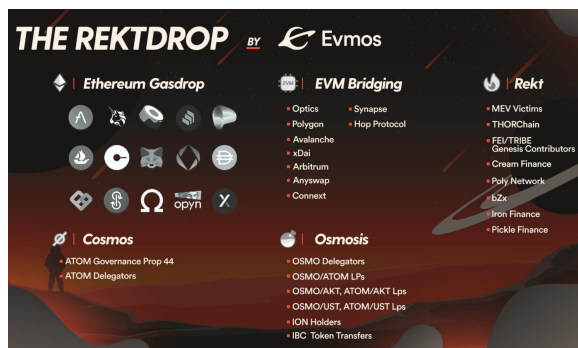 THE REKTDROP BY Evmos
Ethereum Gasdrop
opyn
EVM
EVM Bridging
Optics
Polygon
Avalanche
xDai
Arbitrum
Anyswap
Connext
Synapse
Hop Protocol
Rekt
MEV Victims
THORChain
FEI/TRIBE
Genesis Contributors
Cream Finance
Poly Network
bZx
Iron Finance
Pickle Finance
Cosmos
ATOM Governance Prop 44
ATOM Delegators
Osmosis
OSMO Delegators
OSMO/ATOM LPs
OSMO/AKT, ATOM/AKT Lps
OSMO/UST, ATOM/UST Lps
ION Holders
IBC Token Transfers